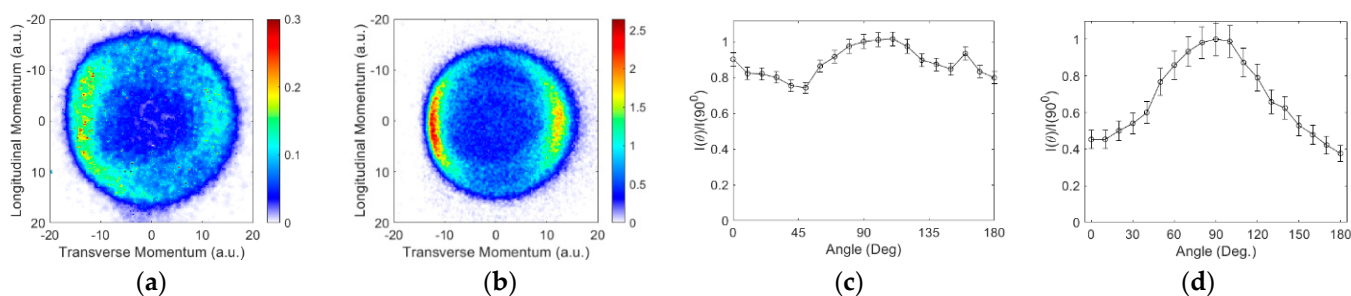 -20
-10
0
10
20
Longitudinal Momentum (a.u.)
-20 -10 0 10 20
Transverse Momentum (a.u.)
0.3
0.2
0.1
0
(a)
-20
-10
0
10
20
Longitudinal Momentum (a.u.)
-20 -10 0 10 20
Transverse Momentum (a.u.)
2.5
2
1.5
1
0.5
0
(b)
1
0.8
0.6
0.4
0.2
0
I(θ)/I(90⁰)
0 45 90 135 180
Angle (Deg)
(c)
1
0.8
0.6
0.4
0.2
0
I(θ)/I(90⁰)
0 30 60 90 120 150 180
Angle (Deg.)
(d)